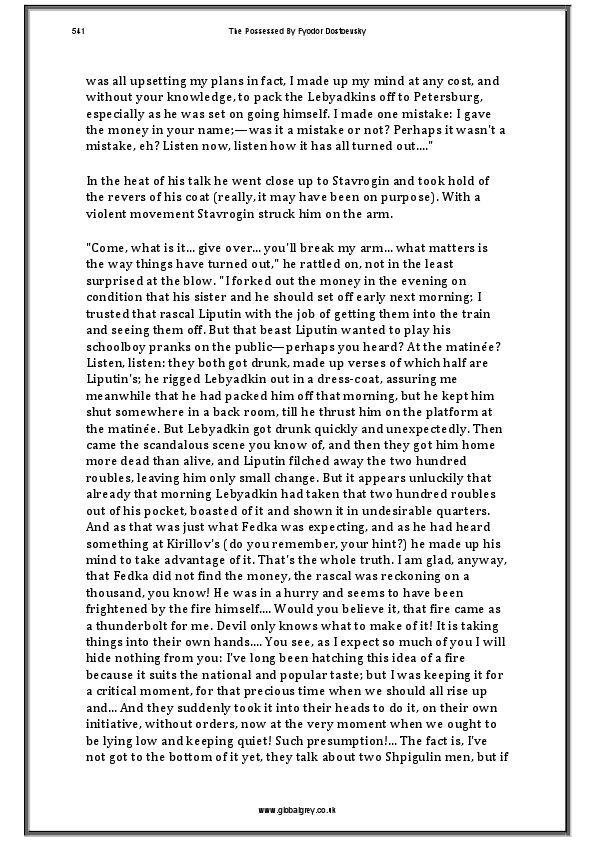 541
The Possessed By Fyodor Dostoevsky
was all upsetting my plans in fact, I made up my mind at any cost, and
without your knowledge, to pack the Lebyadkins off to Petersburg,
especially as he was set on going himself. I made one mistake: I gave
the money in your name;—was it a mistake or not? Perhaps it wasn't a
mistake, eh? Listen now, listen how it has all turned out...."
In the heat of his talk he went close up to Stavrogin and took hold of
the revers of his coat (really, it may have been on purpose). With a
violent movement Stavrogin struck him on the arm.
"Come, what is it... give over... you'll break my arm... what matters is
the way things have turned out," he rattled on, not in the least
surprised at the blow. "I forked out the money in the evening on
condition that his sister and he should set off early next morning; I
trusted that rascal Liputin with the job of getting them into the train
and seeing them off. But that beast Liputin wanted to play his
schoolboy pranks on the public—perhaps you heard? At the matinée?
Listen, listen: they both got drunk, made up verses of which half are
Liputin's; he rigged Lebyadkin out in a dress-coat, assuring me
meanwhile that he had packed him off that morning, but he kept him
shut somewhere in a back room, till he thrust him on the platform at
the matinée. But Lebyadkin got drunk quickly and unexpectedly. Then
came the scandalous scene you know of, and then they got him home
more dead than alive, and Liputin filched away the two hundred
roubles, leaving him only small change. But it appears unluckily that
already that morning Lebyadkin had taken that two hundred roubles
out of his pocket, boasted of it and shown it in undesirable quarters.
And as that was just what Fedka was expecting, and as he had heard
something at Kirillov's (do you remember, your hint?) he made up his
mind to take advantage of it. That's the whole truth. I am glad, anyway,
that Fedka did not find the money, the rascal was reckoning on a
thousand, you know! He was in a hurry and seems to have been
frightened by the fire himself.... Would you believe it, that fire came as
a thunderbolt for me. Devil only knows what to make of it! It is taking
things into their own hands.... You see, as I expect so much of you I will
hide nothing from you: I've long been hatching this idea of a fire
because it suits the national and popular taste; but I was keeping it for
a critical moment, for that precious time when we should all rise up
and... And they suddenly took it into their heads to do it, on their own
initiative, without orders, now at the very moment when we ought to
be lying low and keeping quiet! Such presumption!... The fact is, I've
not got to the bottom of it yet, they talk about two Shpigulin men, but if
www.globalgrey.co.uk